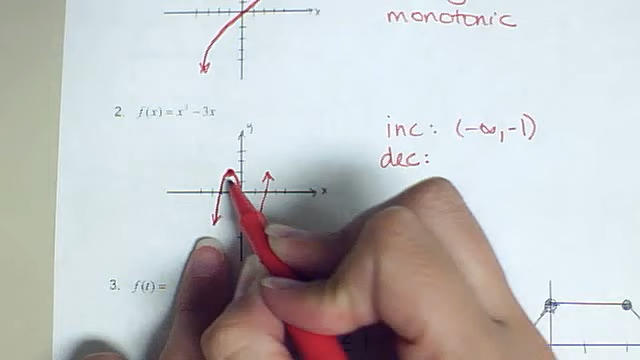 x
monotonic
2. f(x) = x³ – 3x
y
inc: (-∞, -1)
dec:
x
3. f(t) =